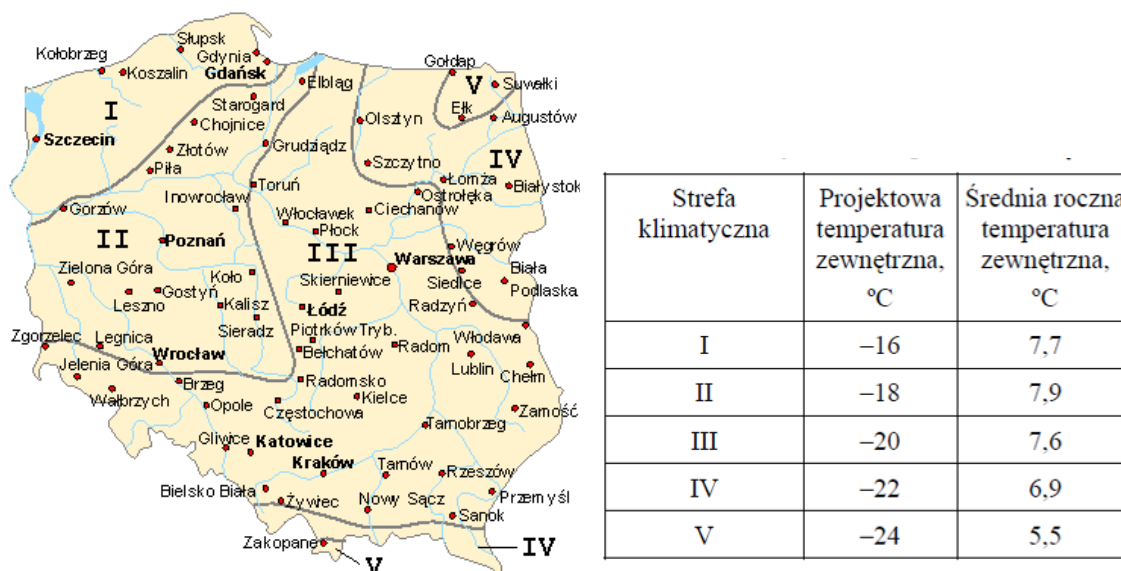 Słupsk
Kołobrzeg
Gdynia
Koszalin
Gdańsk
Gołdap
V
Elbląg
Suwałki
I
Starogard
Ełk
Augustów
Chojnice
Olsztyn
Szczecin
Złotów
Grudziądz
IV
Piła
Szczytno
Łomża
Białystok
Inowrocław
Toruń
Ostrołęka
Gorzów
Włocławek
Ciechanów
Płock
II
Poznań
III
Węgrów
Warszawa
Zielona Góra
Koło
Skierniewice
Siedlce
Biała
Podlaska
Leszno
Gostyń
Kalisz
Łódź
Radzyń
Sieradz
Zgorzelec
Legnica
Piotrków Tryb.
Włodawa
Wrocław
Bełchatów
Radom
Lublin
Jelenia Góra
Chełm
Brzeg
Radomsko
Wałbrzych
Kielce
Opole
Częstochowa
Zamość
Tarnobrzeg
Gliwice
Katowice
Kraków
Tarnów
Rzeszów
Bielsko Biała
Przemyśl
Żywiec
Nowy Sącz
Sanok
Zakopane
IV
V
Strefa
klimatyczna
Projektowa
temperatura
zewnętrzna,
ºC
Średnia roczna
temperatura
zewnętrzna,
ºC
I –16 7,7
II –18 7,9
III –20 7,6
IV –22 6,9
V –24 5,5